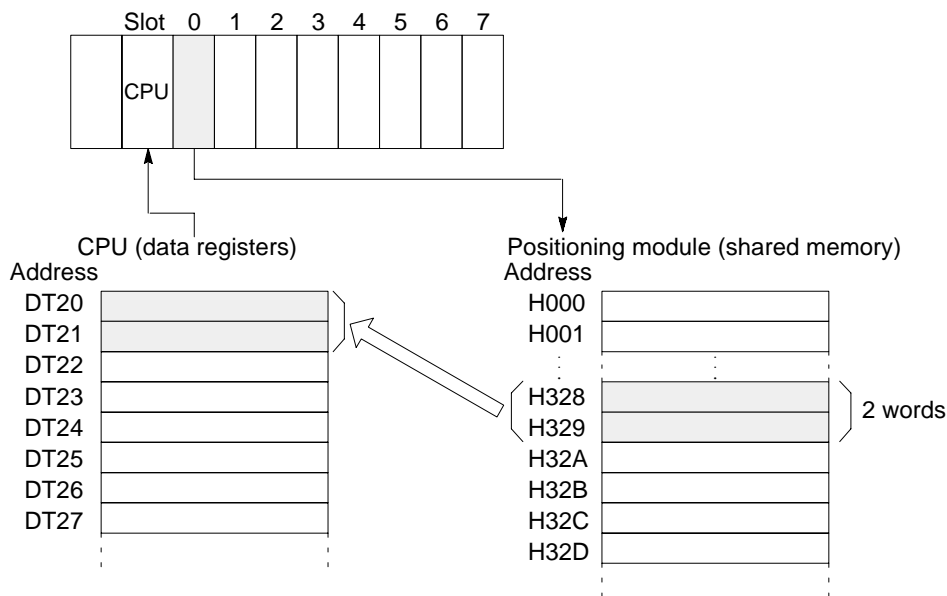 Slot 0 1 2 3 4 5 6 7
CPU
CPU (data registers)
Address
DT20
DT21
DT22
DT23
DT24
DT25
DT26
DT27
Positioning module (shared memory)
Address
H000
H001
H328
H329
H32A
H32B
H32C
H32D
2 words